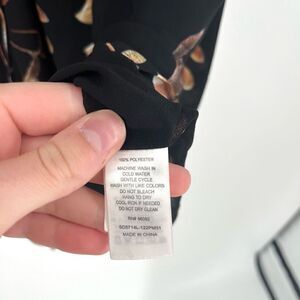 100% POLYESTER
MACHINE WASH IN
COLD WATER
GENTLE CYCLE
WASH WITH LIKE COLORS
DO NOT BLEACH
HANG TO DRY
COOL IRON IF NEEDED
DO NOT DRY CLEAN
MADE IN CHINA